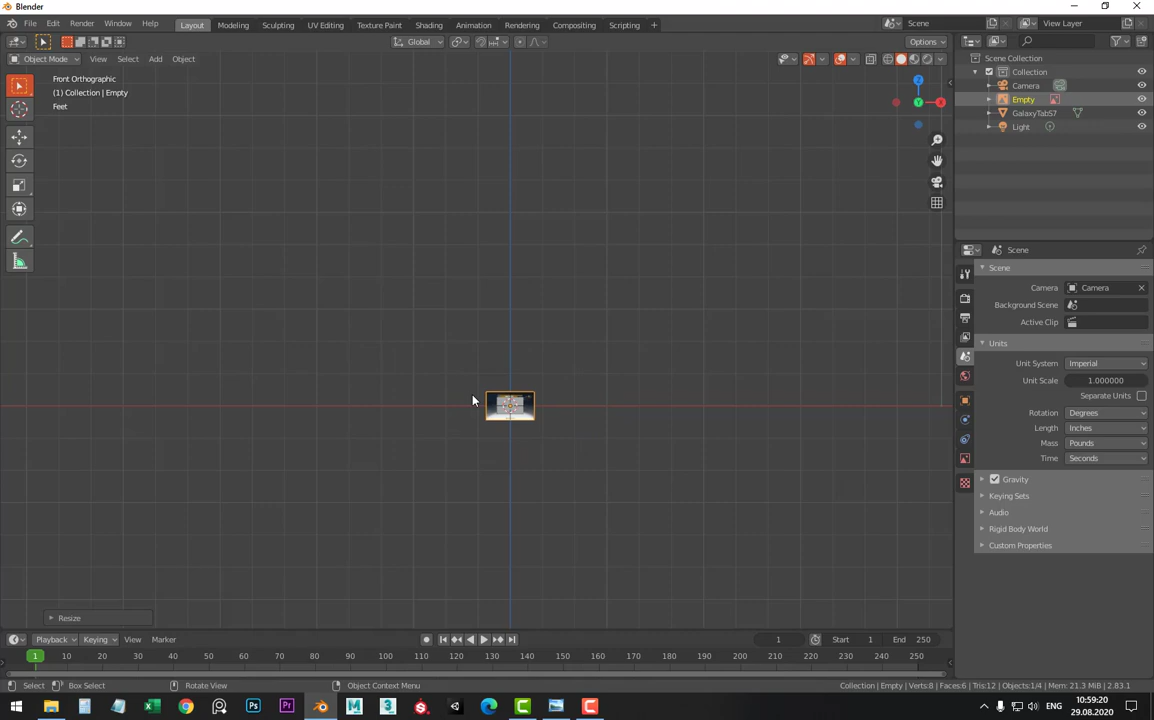 Blender
File Edit Render Window Help
Layout Modeling Sculpting UV Editing Texture Paint Shading Animation Rendering Compositing Scripting +
Scene
View Layer
Global
Options
Object Mode View Select Add Object
Front Orthographic
(1) Collection | Empty
Feet
Z
Y
X
Scene Collection
Collection
Camera
Empty
GalaxyTabS7
Light
Scene
Scene
Camera Camera
Background Scene
Active Clip
Units
Unit System Imperial
Unit Scale 1.000000
Separate Units
Rotation Degrees
Length Inches
Mass Pounds
Time Seconds
Gravity
Keying Sets
Audio
Rigid Body World
Custom Properties
Resize
Playback Keying View Marker
1 Start 1 End 250
1 10 20 30 40 50 60 70 80 90 100 110 120 130 140 150 160 170 180 190 200 210 220 230 240 250
Select Box Select Rotate View Object Context Menu
Collection | Empty | Verts:8 | Faces:6 | Tris:12 | Objects:1/4 | Mem: 21.3 MiB | 2.83.1
Ps Pr M 3 ENG
10:59:20
29.08.2020